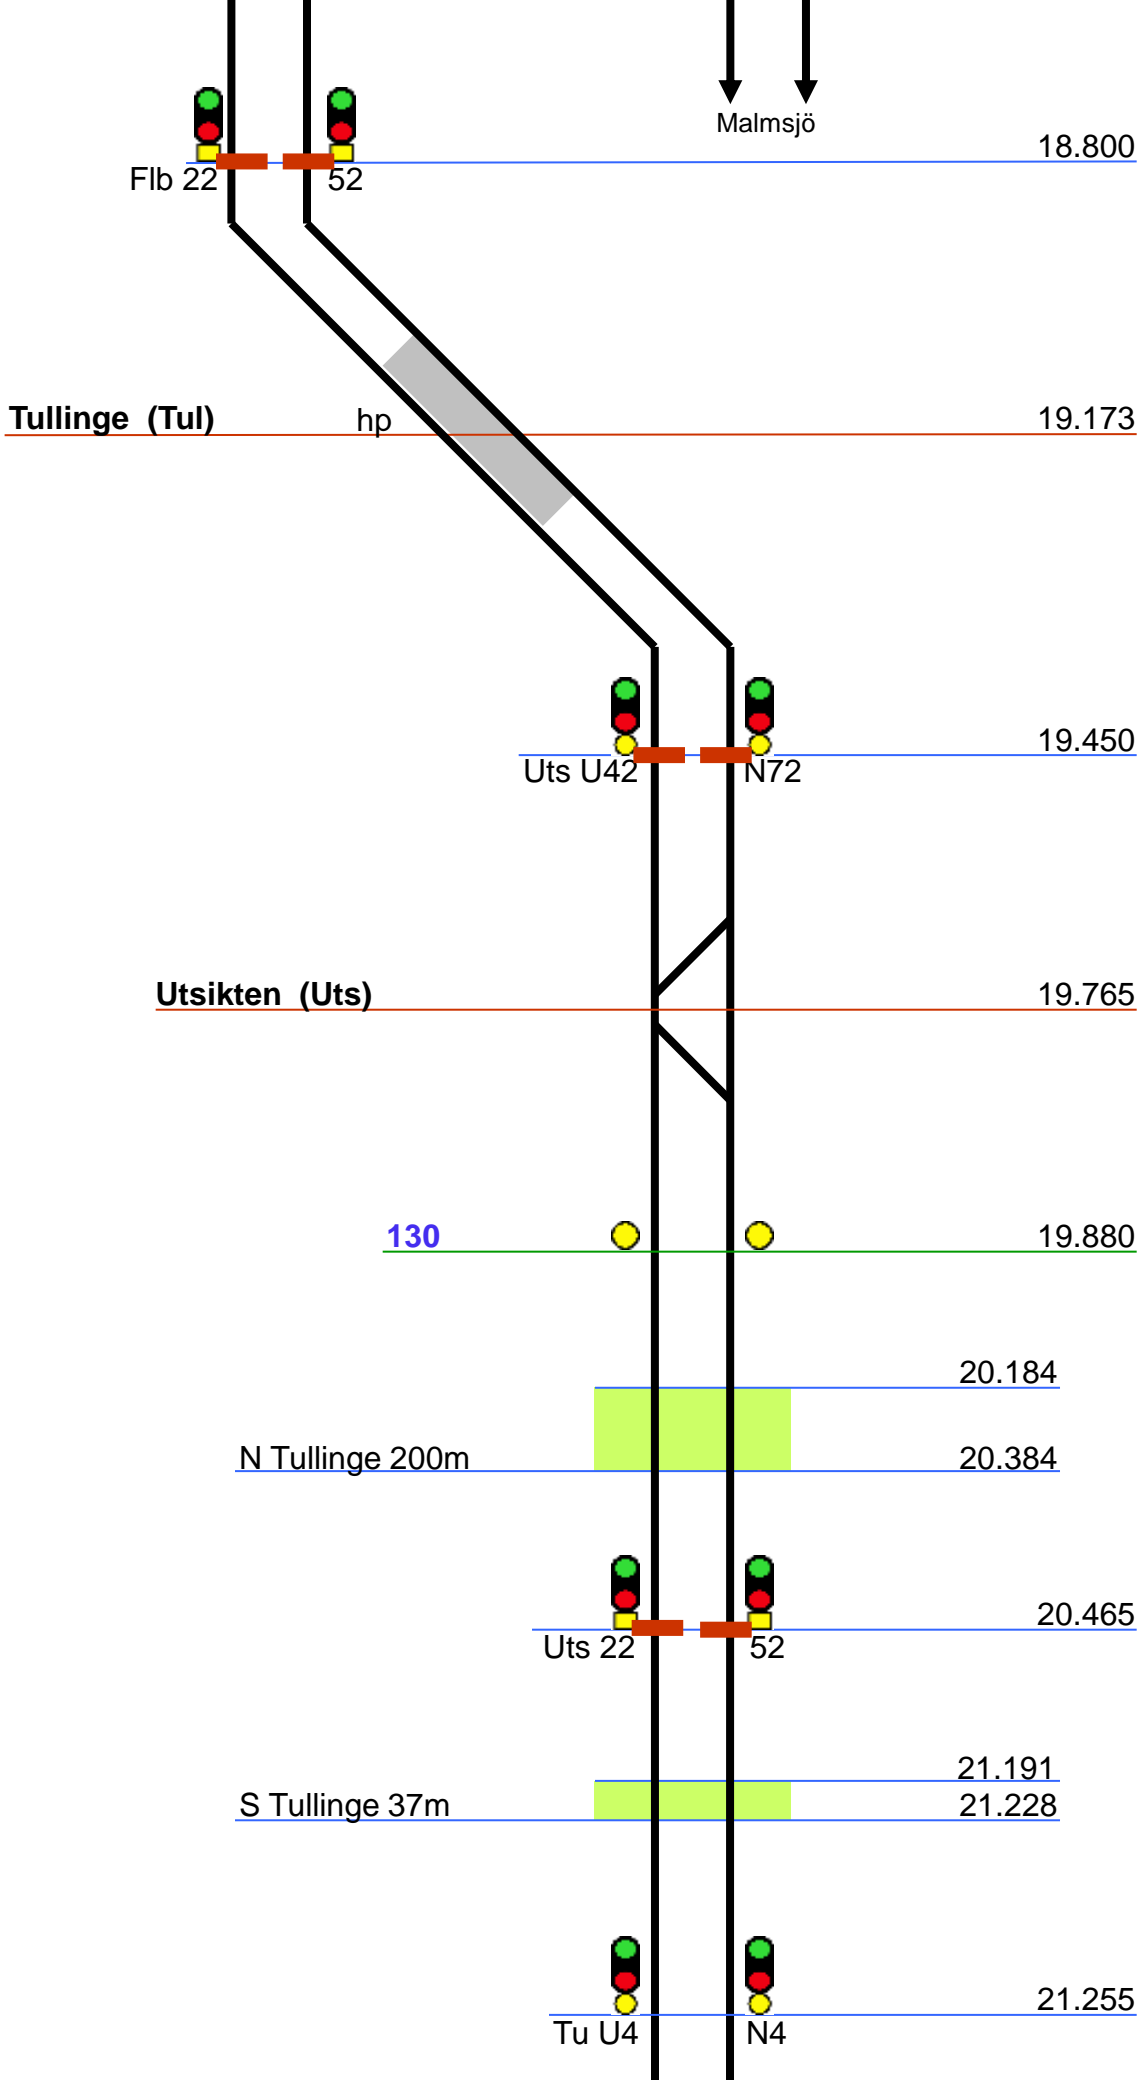 Malmsjö
18.800
Flb 22 52
Tullinge (Tul) hp 19.173
19.450
Uts U42 N72
Utsikten (Uts) 19.765
130 19.880
20.184
N Tullinge 200m 20.384
20.465
Uts 22 52
21.191
S Tullinge 37m 21.228
21.255
Tu U4 N4